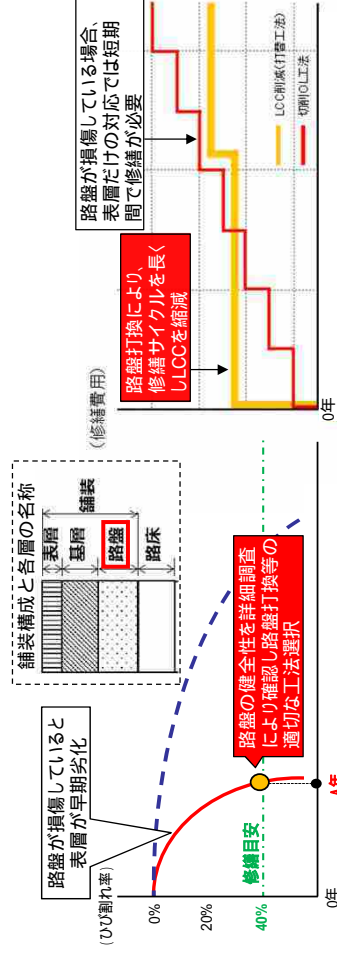 路盤が損傷していると
表層が早期劣化
(ひび割れ率)
0%
20%
40%
修繕目安
0年
A年
路盤の健全性を詳細調査
により確認し路盤打換等の
適切な工法選択
舗装構成と各層の名称
表層
基層
路盤
路床
舗装
(修繕費用)
0年
路盤打換により、
修繕サイクルを長く
しLCCを縮減
路盤が損傷している場合、
表層だけの対応では短期
間で修繕が必要
LCC削減(打替工法)
切削OL工法